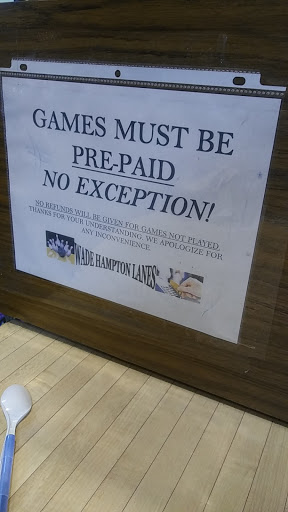 GAMES MUST BE
PRE-PAID
NO EXCEPTION!
NO REFUNDS WILL BE GIVEN FOR GAMES NOT PLAYED.
THANKS FOR YOUR UNDERSTANDING. WE APOLOGIZE FOR
ANY INCONVENIENCE.
WADE HAMPTON LANES